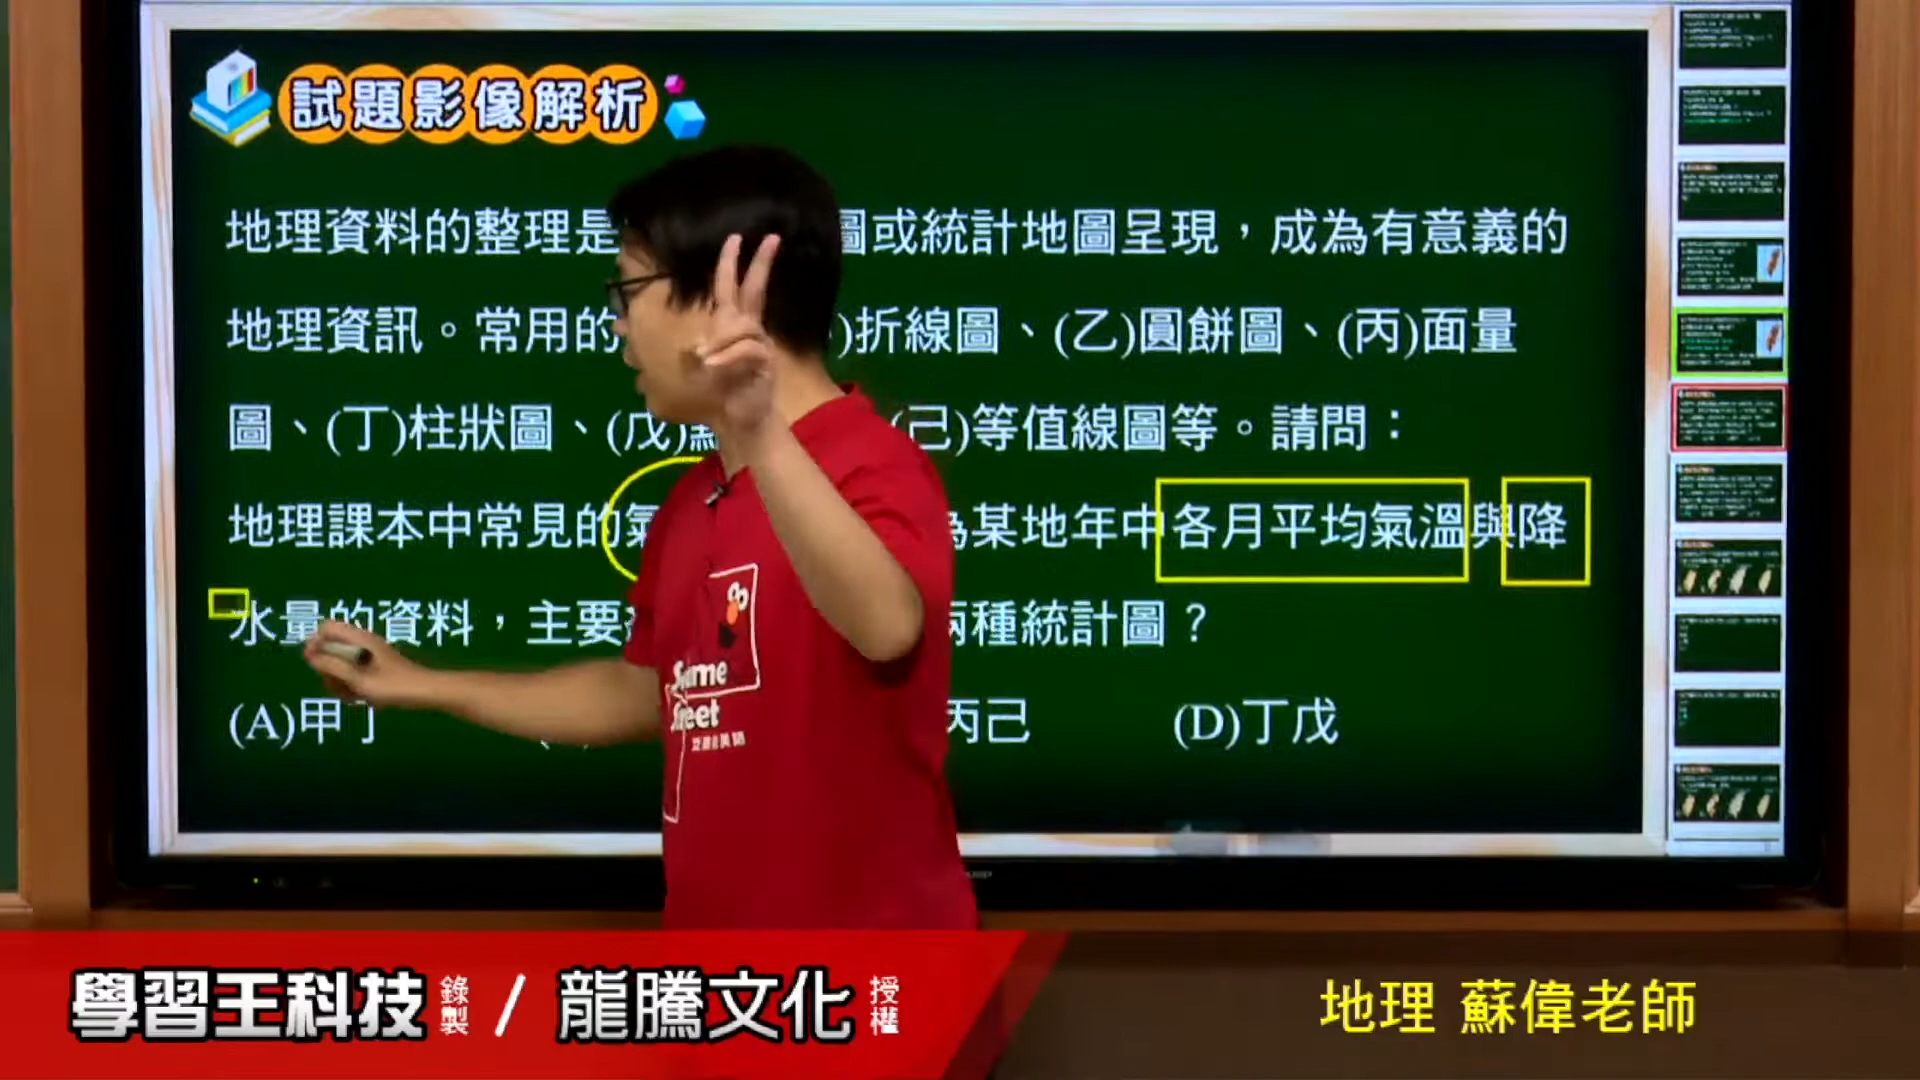 試題影像解析
地理資料的整理是 圖或統計地圖呈現，成為有意義的
地理資訊。常用的 )折線圖、(乙)圓餅圖、(丙)面量
圖、(丁)柱狀圖、(戊) (己)等值線圖等。請問：
地理課本中常見的 某地年中各月平均氣溫與降
水量的資料，主要 兩種統計圖？
(A)甲丁 丙己 (D)丁戊
Street
學習王科技 錄製 / 龍騰文化 授權
地理 蘇偉老師